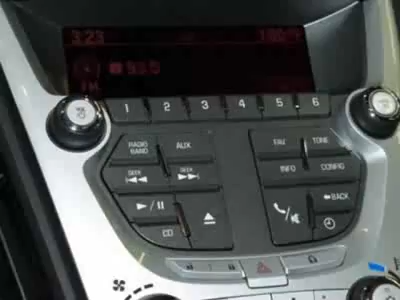 3:23
FM
1 2 3 4 5 6
RADIO BAND AUX FAV TONE
SEEK SEEK INFO CONFIG
BACK
CD